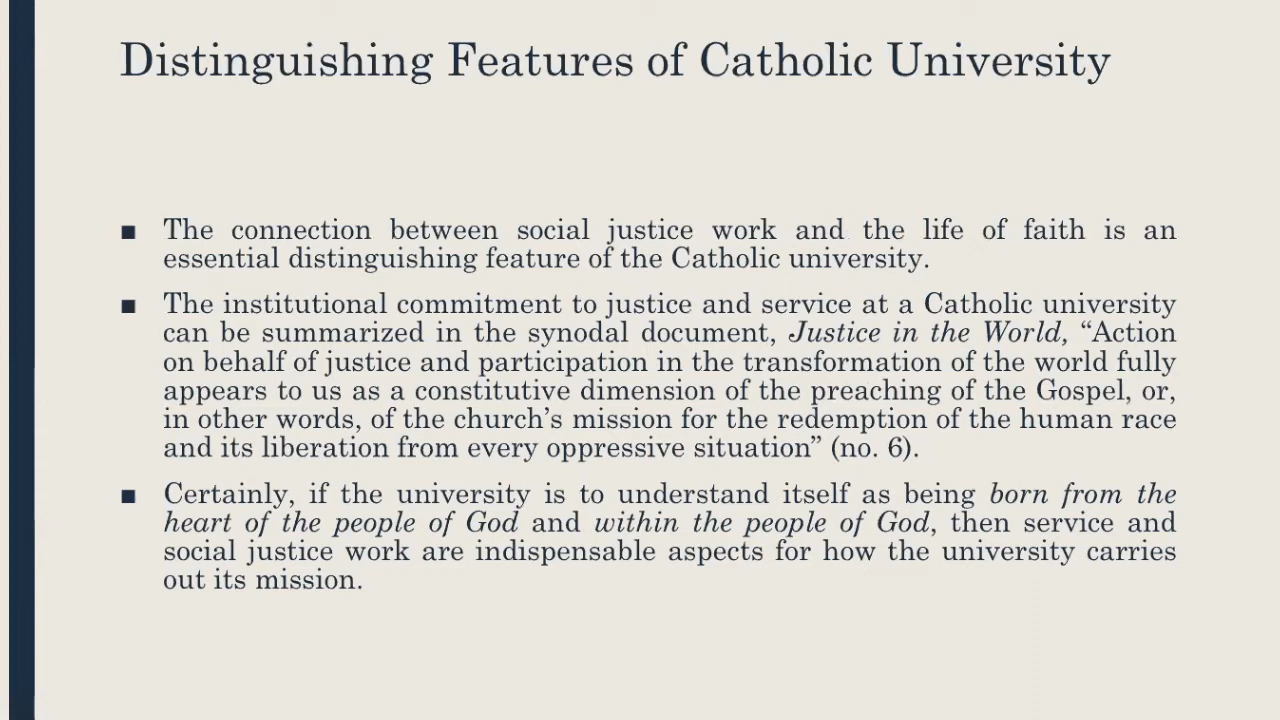 Distinguishing Features of Catholic University
■ The connection between social justice work and the life of faith is an
essential distinguishing feature of the Catholic university.
■ The institutional commitment to justice and service at a Catholic university
can be summarized in the synodal document, Justice in the World, “Action
on behalf of justice and participation in the transformation of the world fully
appears to us as a constitutive dimension of the preaching of the Gospel, or,
in other words, of the church’s mission for the redemption of the human race
and its liberation from every oppressive situation” (no. 6).
■ Certainly, if the university is to understand itself as being born from the
heart of the people of God and within the people of God, then service and
social justice work are indispensable aspects for how the university carries
out its mission.